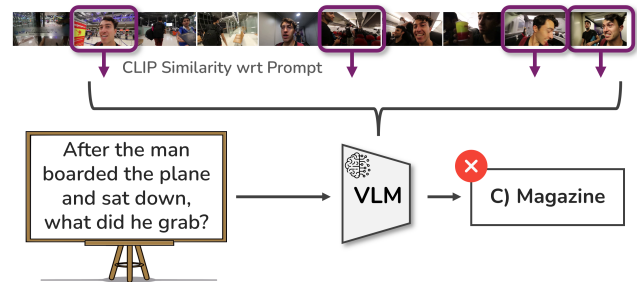 CLIP Similarity wrt Prompt
After the man
boarded the plane
and sat down,
what did he grab?
VLM
C) Magazine